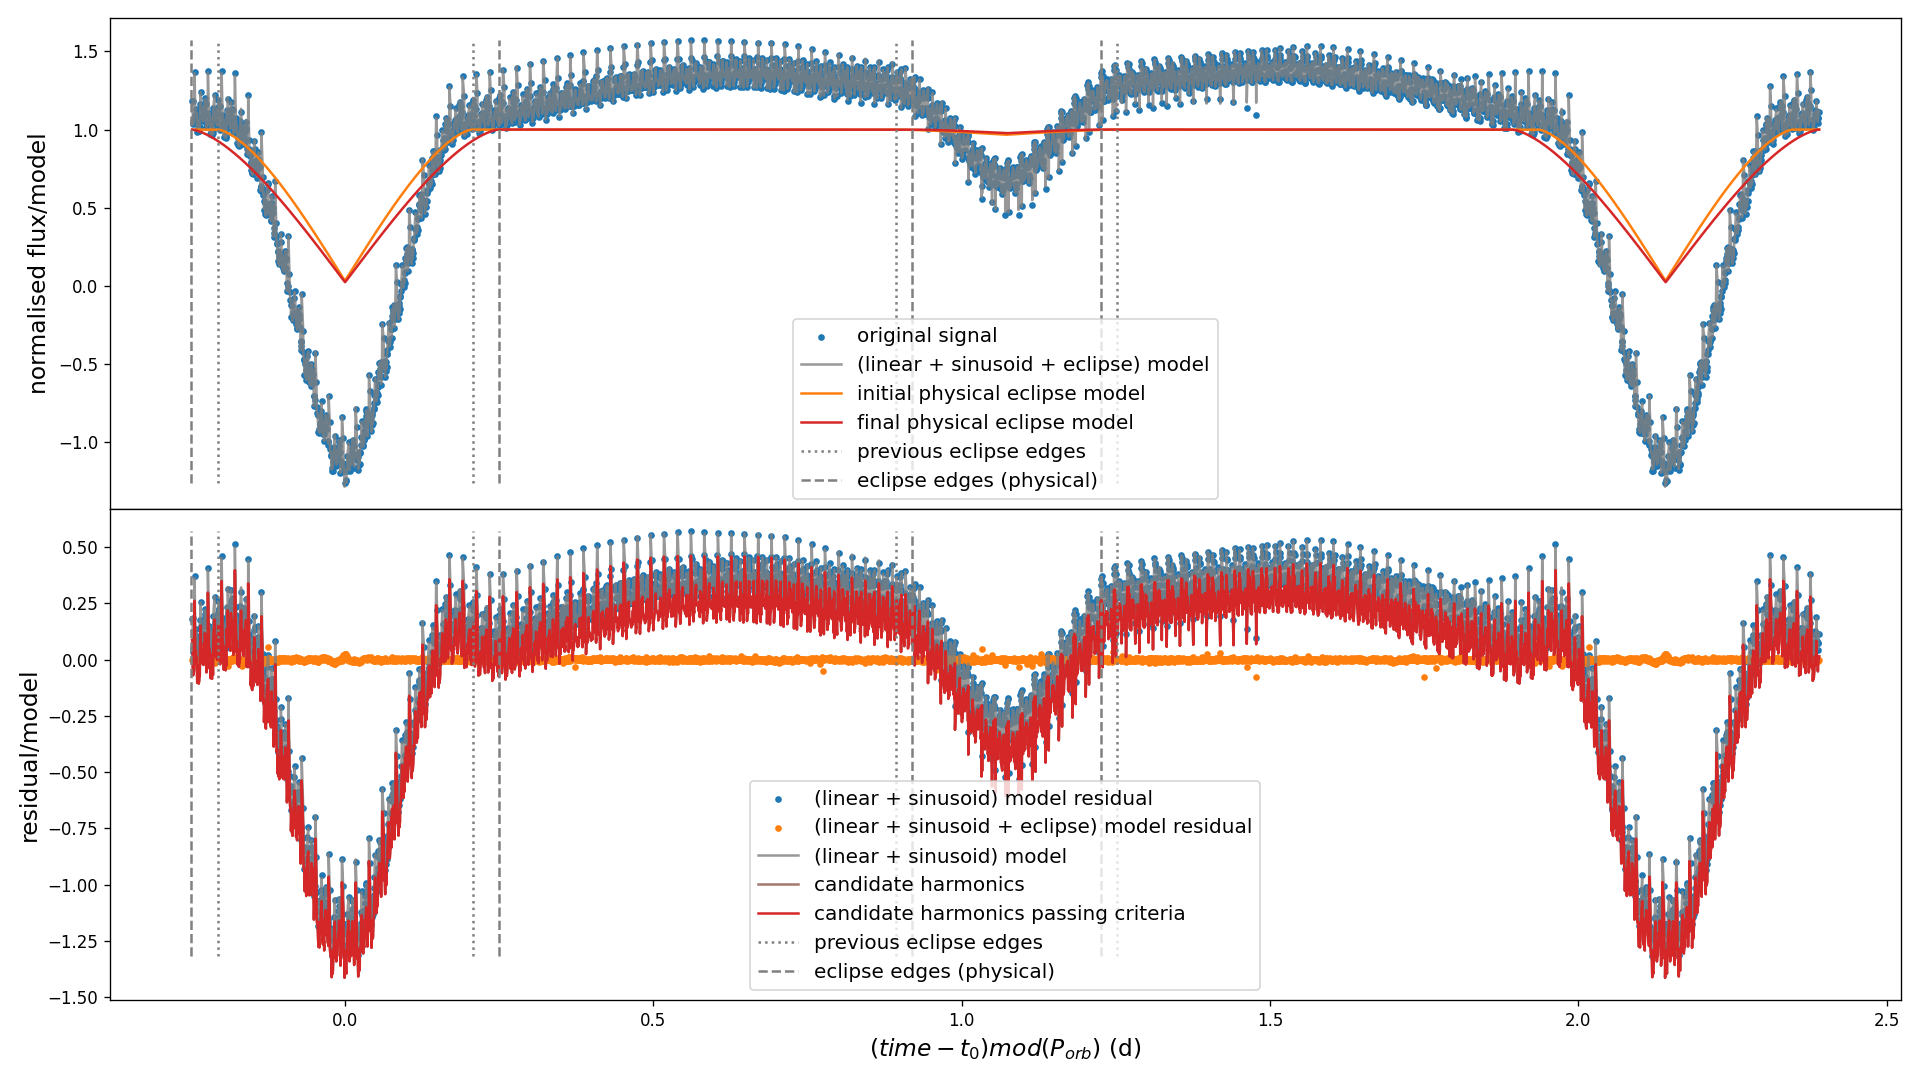 1.5
1.0
0.5
0.0
−0.5
−1.0
normalised flux/model
original signal
(linear + sinusoid + eclipse) model
initial physical eclipse model
final physical eclipse model
previous eclipse edges
eclipse edges (physical)
0.50
0.25
0.00
−0.25
−0.50
−0.75
−1.00
−1.25
−1.50
residual/model
(linear + sinusoid) model residual
(linear + sinusoid + eclipse) model residual
(linear + sinusoid) model
candidate harmonics
candidate harmonics passing criteria
previous eclipse edges
eclipse edges (physical)
0.0 0.5 1.0 1.5 2.0 2.5
(time − t₀)mod(Pₒᵣb) (d)